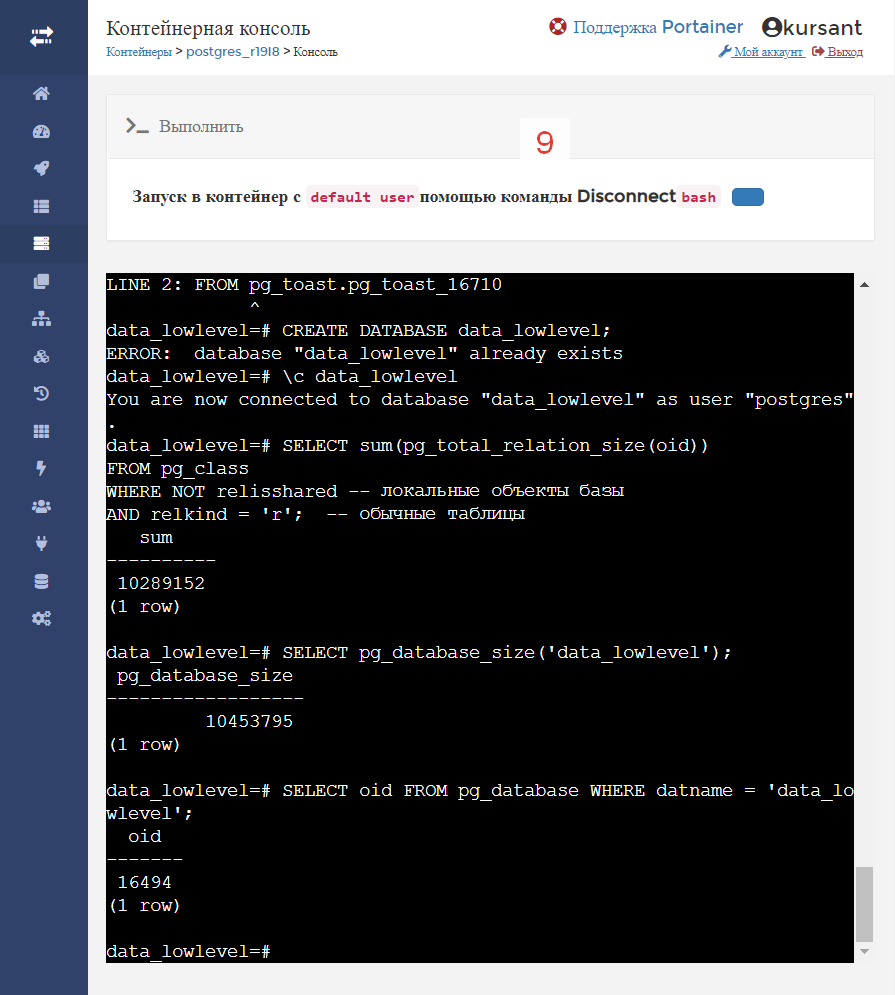 Контейнерная консоль
Поддержка Portainer
kursant
Контейнеры > postgres_r19l8 > Консоль
Мой аккаунт Выход
Выполнить
9
Запуск в контейнер с default user помощью команды Disconnect bash
LINE 2: FROM pg_toast.pg_toast_16710
^
data_lowlevel=# CREATE DATABASE data_lowlevel;
ERROR:  database "data_lowlevel" already exists
data_lowlevel=# \c data_lowlevel
You are now connected to database "data_lowlevel" as user "postgres"
.
data_lowlevel=# SELECT sum(pg_total_relation_size(oid))
FROM pg_class
WHERE NOT relisshared -- локальные объекты базы
AND relkind = 'r';  -- обычные таблицы
sum
----------
10289152
(1 row)
data_lowlevel=# SELECT pg_database_size('data_lowlevel');
pg_database_size
------------------
10453795
(1 row)
data_lowlevel=# SELECT oid FROM pg_database WHERE datname = 'data_lo
wlevel';
oid
-------
16494
(1 row)
data_lowlevel=#